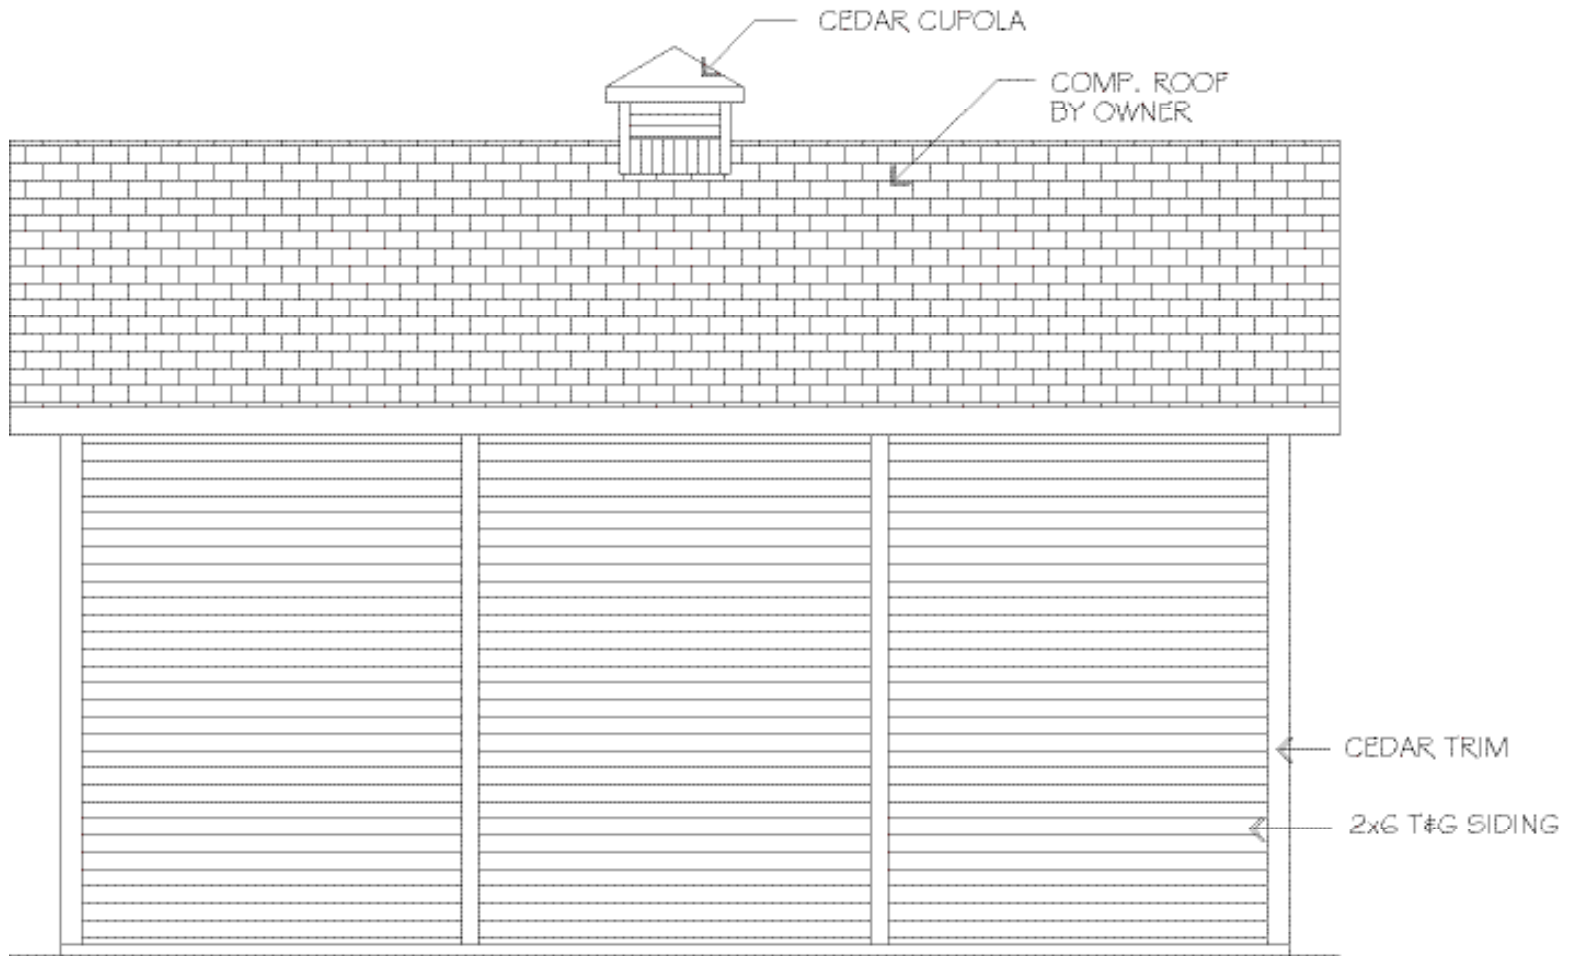 CEDAR CUPOLA
COMP. ROOF
BY OWNER
CEDAR TRIM
2x6 T&G SIDING